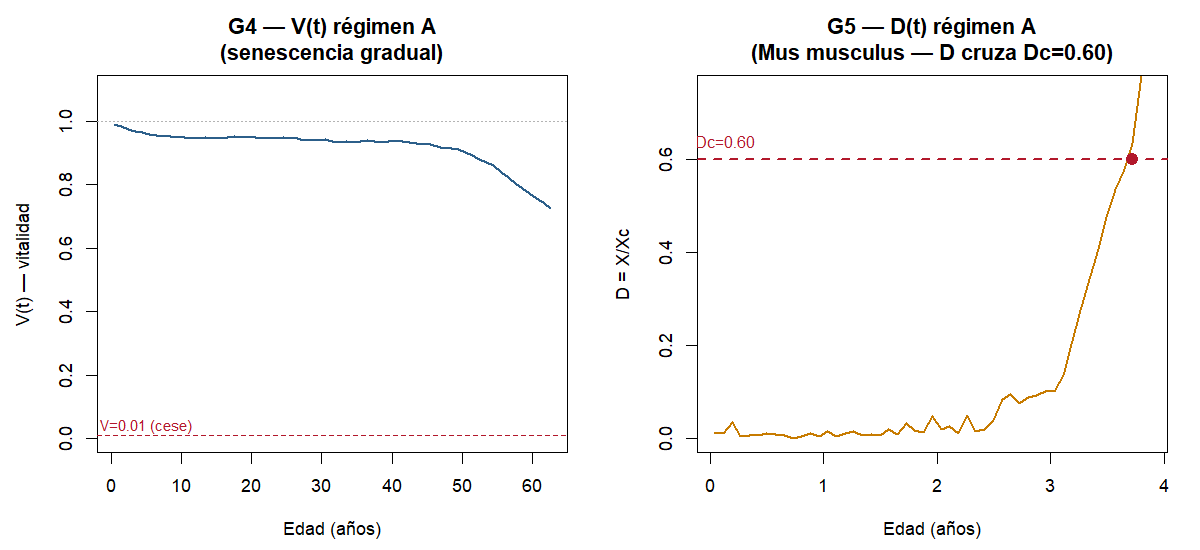 G4 — V(t) régimen A
(senescencia gradual)
V(t) — vitalidad
1.0
0.8
0.6
0.4
0.2
0.0
V=0.01 (cese)
0 10 20 30 40 50 60
Edad (años)
G5 — D(t) régimen A
(Mus musculus — D cruza Dc=0.60)
D = X/Xc
Dc=0.60
0.6
0.4
0.2
0.0
0 1 2 3 4
Edad (años)